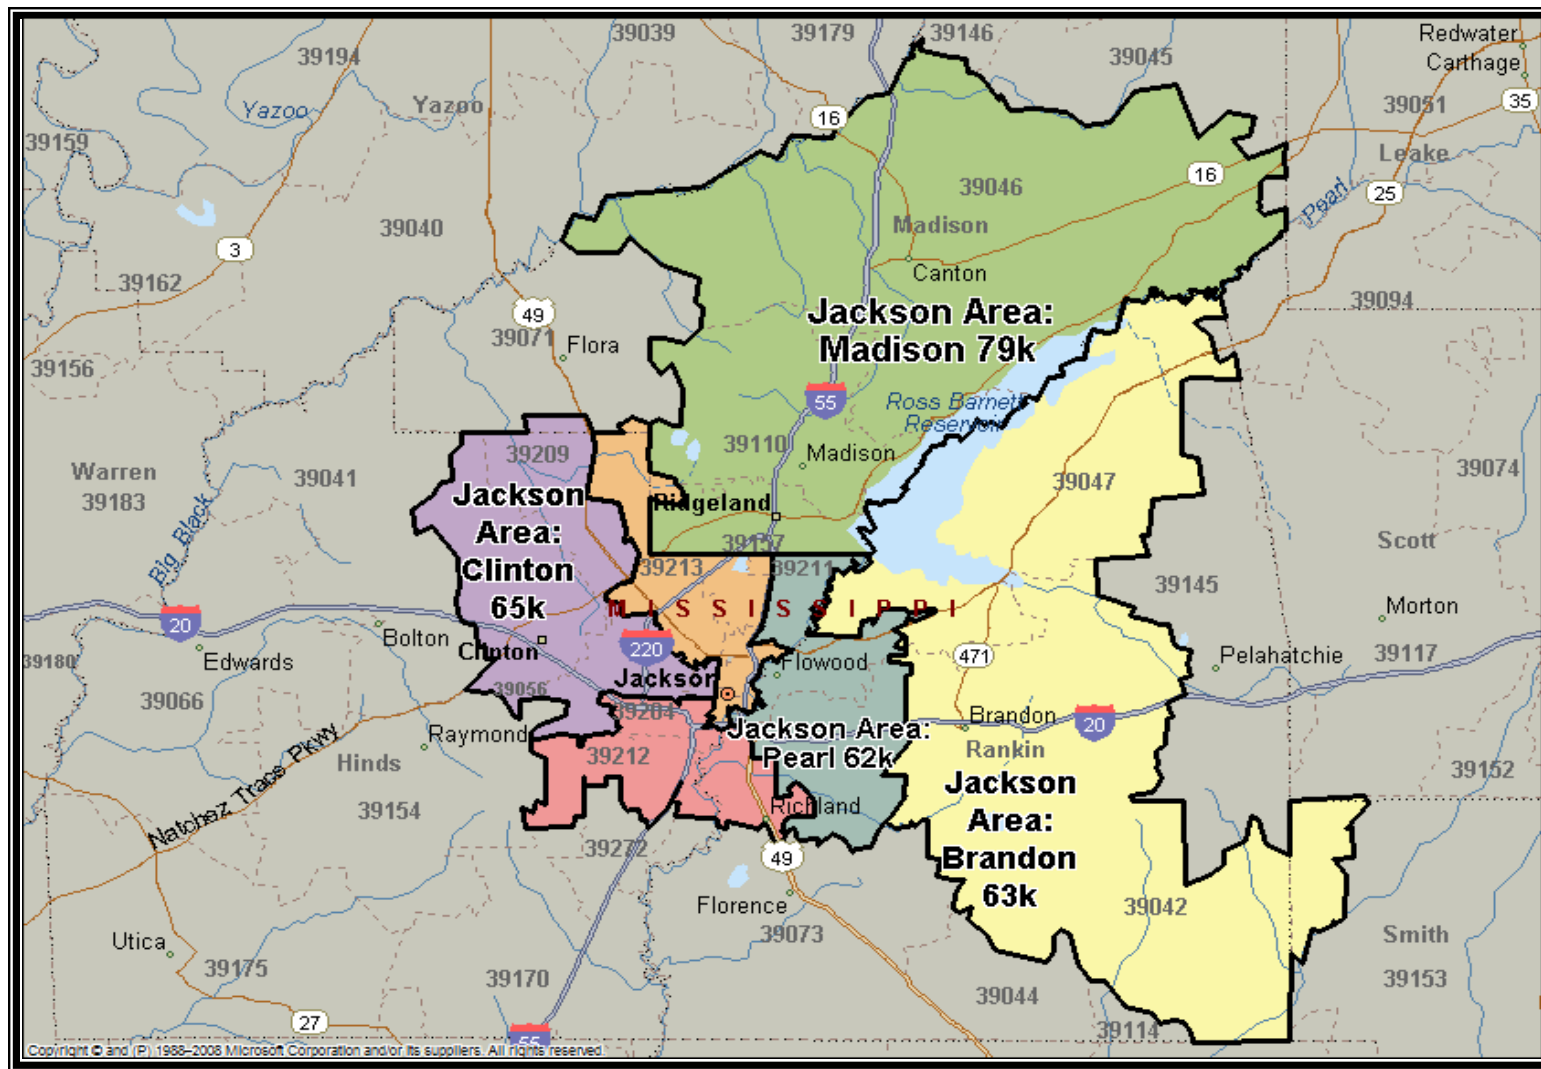 39039
39179
39146
39045
Redwater
Carthage
39194
Yazoo
Yazoo
39051
35
16
39159
Leake
16
39046
25
Pearl
39040
Madison
3
39162
Canton
39094
49
Jackson Area:
Madison 79k
39071
Flora
39156
55
Ross Barnett
Reservoir
39110
Madison
39209
Warren
39183
39041
39074
39047
Jackson
Area:
Clinton
65k
Ridgeland
Big Black
39157
Scott
39213
39211
39145
MISSISSIPPI
Morton
20
Bolton
Clinton
220
Flowood
471
Pelahatchie
39117
39180
Edwards
39066
39056
Jackson
39204
Brandon
20
Raymond
Jackson Area:
Pearl 62k
Rankin
Hinds
39212
39152
Natchez Tracs Pkwy
39154
Jackson
Area:
Brandon
63k
Richland
39272
49
Florence
39042
39073
Utica
Smith
39175
39170
39153
39044
27
39114
55
Copyright © and (P) 1988–2008 Microsoft Corporation and/or its suppliers. All rights reserved.